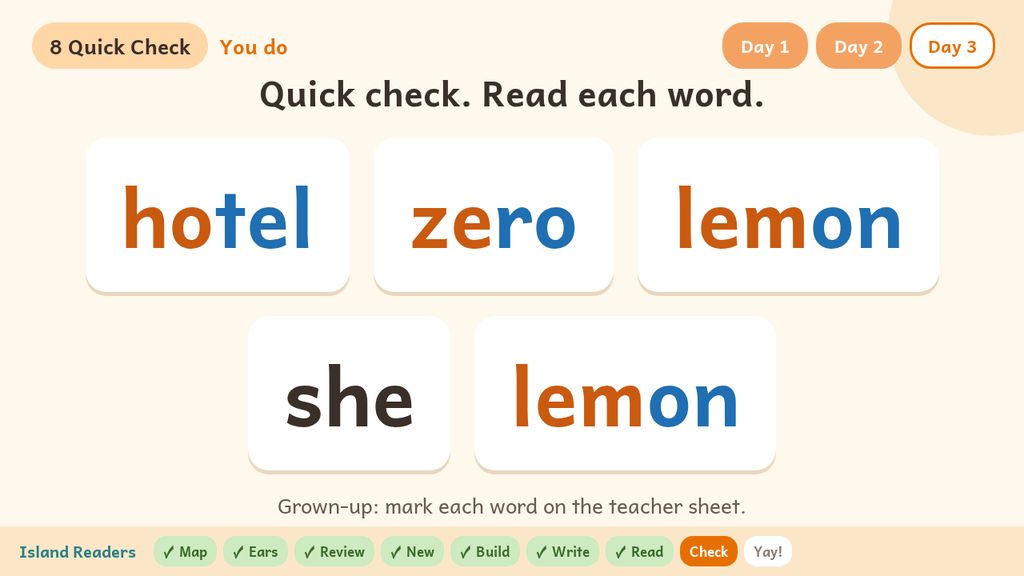 8 Quick Check You do Day 1 Day 2 Day 3
Quick check. Read each word.
hotel zero lemon
she lemon
Grown-up: mark each word on the teacher sheet.
Island Readers ✓ Map ✓ Ears ✓ Review ✓ New ✓ Build ✓ Write ✓ Read Check Yay!